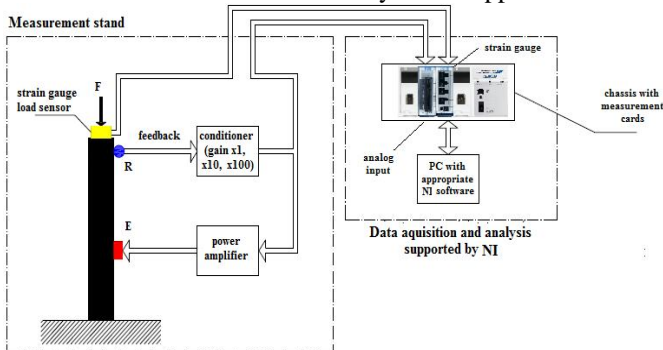 Measurement stand
F
strain gauge
load sensor
feedback
R
conditioner
(gain x1,
x10, x100)
E
power
amplifier
strain gauge
chassis with
measurement
cards
analog
input
PC with
appropriate
NI software
Data aquisition and analysis
supported by NI